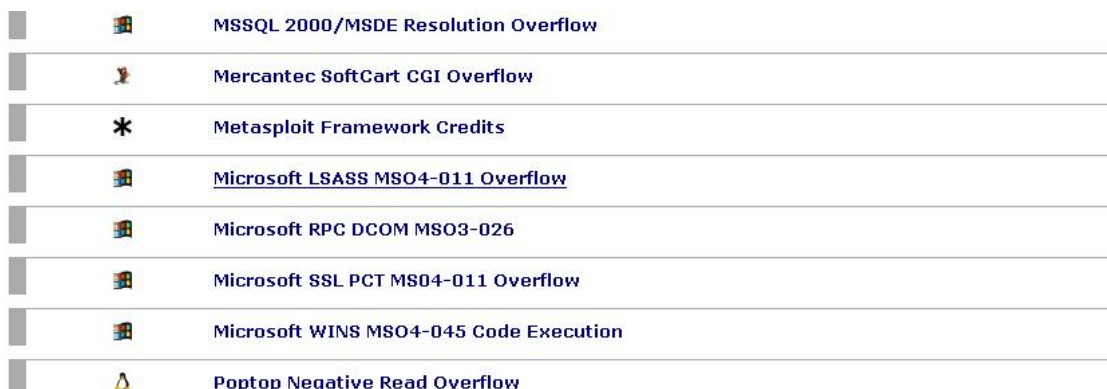 MSSQL 2000/MSDE Resolution Overflow
Mercantec SoftCart CGI Overflow
Metasploit Framework Credits
Microsoft LSASS MSO4-011 Overflow
Microsoft RPC DCOM MSO3-026
Microsoft SSL PCT MS04-011 Overflow
Microsoft WINS MSO4-045 Code Execution
Poptop Negative Read Overflow